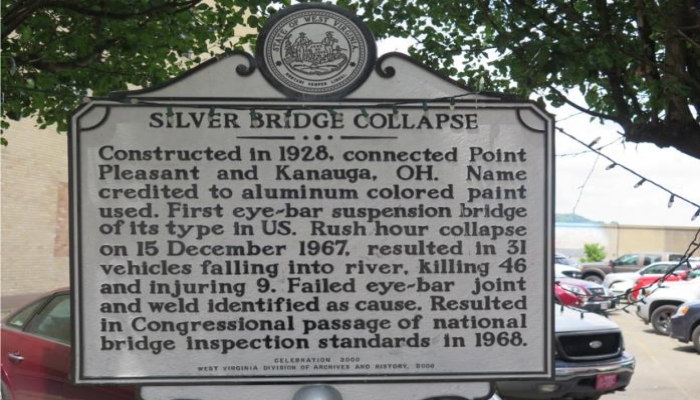 STATE OF WEST VIRGINIA
MONTANI SEMPER LIBERI
SILVER BRIDGE COLLAPSE
Constructed in 1928, connected Point
Pleasant and Kanauga, OH. Name
credited to aluminum colored paint
used. First eye-bar suspension bridge
of its type in US. Rush hour collapse
on 15 December 1967, resulted in 31
vehicles falling into river, killing 46
and injuring 9. Failed eye-bar joint
and weld identified as cause. Resulted
in Congressional passage of national
bridge inspection standards in 1968.
CELEBRATION 2000
WEST VIRGINIA DIVISION OF ARCHIVES AND HISTORY, 2006